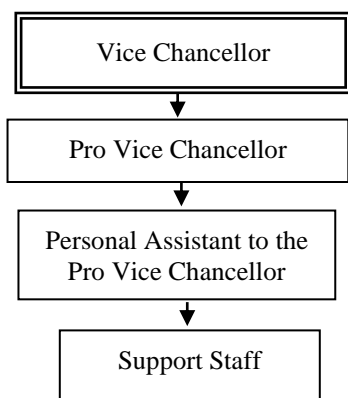 Vice Chancellor
Pro Vice Chancellor
Personal Assistant to the
Pro Vice Chancellor
Support Staff